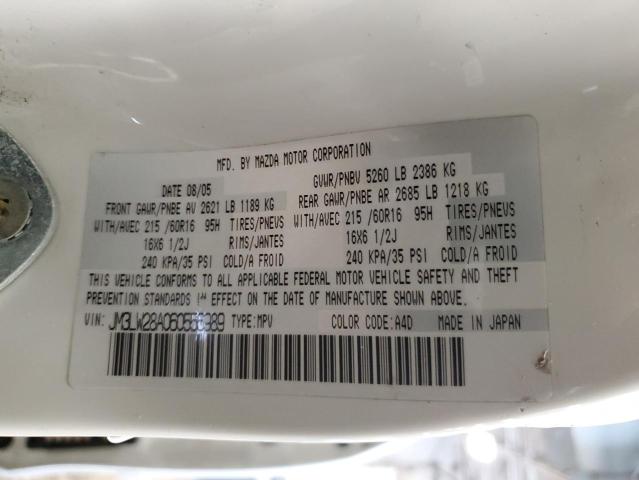 MFD. BY MAZDA MOTOR CORPORATION
DATE 08/05 GVWR/PNBV 5260 LB 2386 KG
FRONT GAWR/PNBE AV 2621 LB 1189 KG REAR GAWR/PNBE AR 2685 LB 1218 KG
WITH/AVEC 215 /60R16 95H TIRES/PNEUS WITH/AVEC 215 /60R16 95H TIRES/PNEUS
16X6 1/2J RIMS/JANTES 16X6 1/2J RIMS/JANTES
240 KPA/35 PSI COLD/A FROID 240 KPA/35 PSI COLD/A FROID
THIS VEHICLE CONFORMS TO ALL APPLICABLE FEDERAL MOTOR VEHICLE SAFETY AND THEFT
PREVENTION STANDARDS IN EFFECT ON THE DATE OF MANUFACTURE SHOWN ABOVE.
VIN: TYPE:MPV COLOR CODE:A4D MADE IN JAPAN